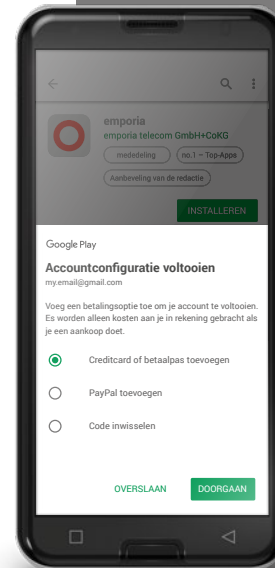 emporia
emporia telecom GmbH+CoKG
mededeling
no.1 – Top-Apps
Aanbeveling van de redactie
INSTALLEREN
Google Play
Accountconfiguratie voltooien
my.email@gmail.com
Voeg een betalingsoptie toe om je account te voltooien.
Es worden alleen kosten aan je in rekening gebracht als
je een aankoop doet.
Creditcard of betaalpas toevoegen
PayPal toevoegen
Code inwisselen
OVERSLAAN
DOORGAAN